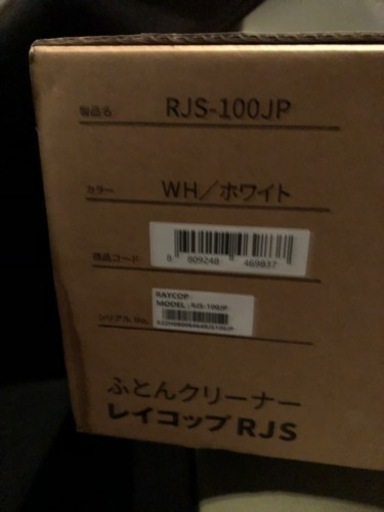 製品名 RJS-100JP
カラー WH／ホワイト
商品コード 8 809248 469837
RAYCOP
MODEL : RJS-100JP
シリアル No.
ふとんクリーナー
レイコップ RJS